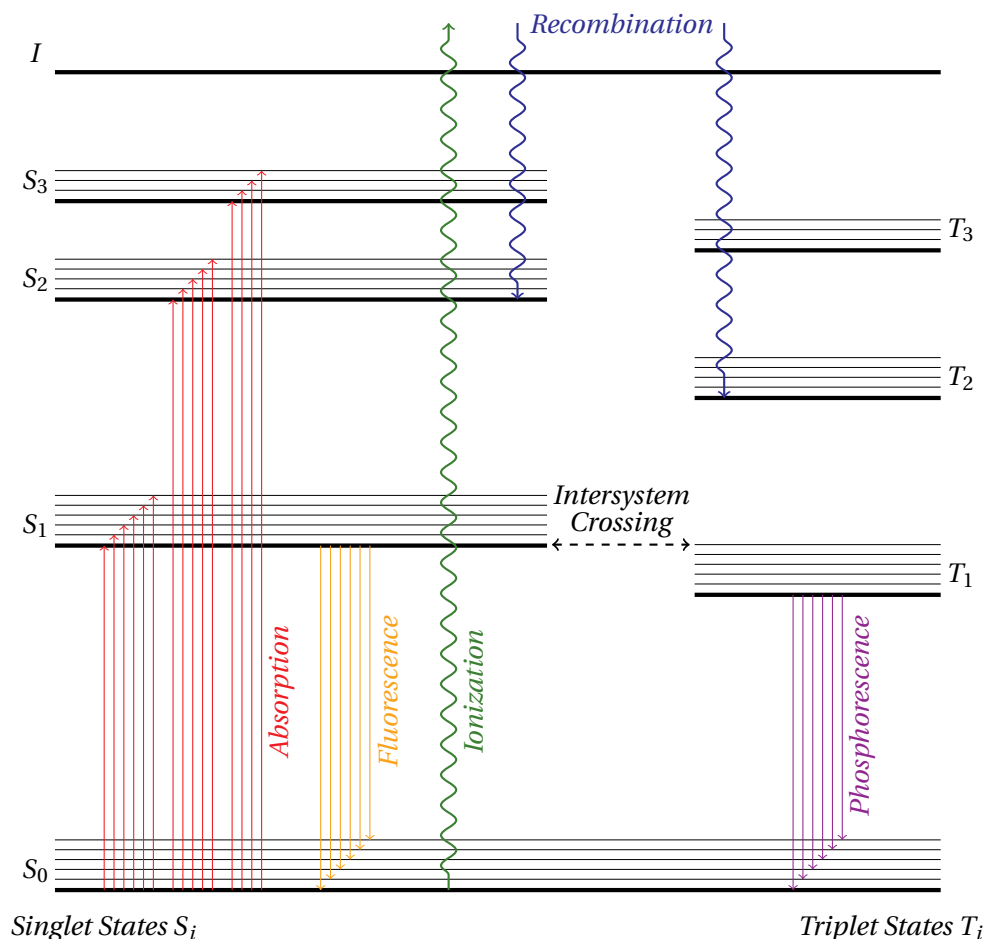 Recombination
I
S₃
T₃
S₂
T₂
Intersystem
Crossing
S₁
T₁
Absorption
Fluorescence
Ionization
Phosphorescence
S₀
Singlet States Sᵢ
Triplet States Tᵢ